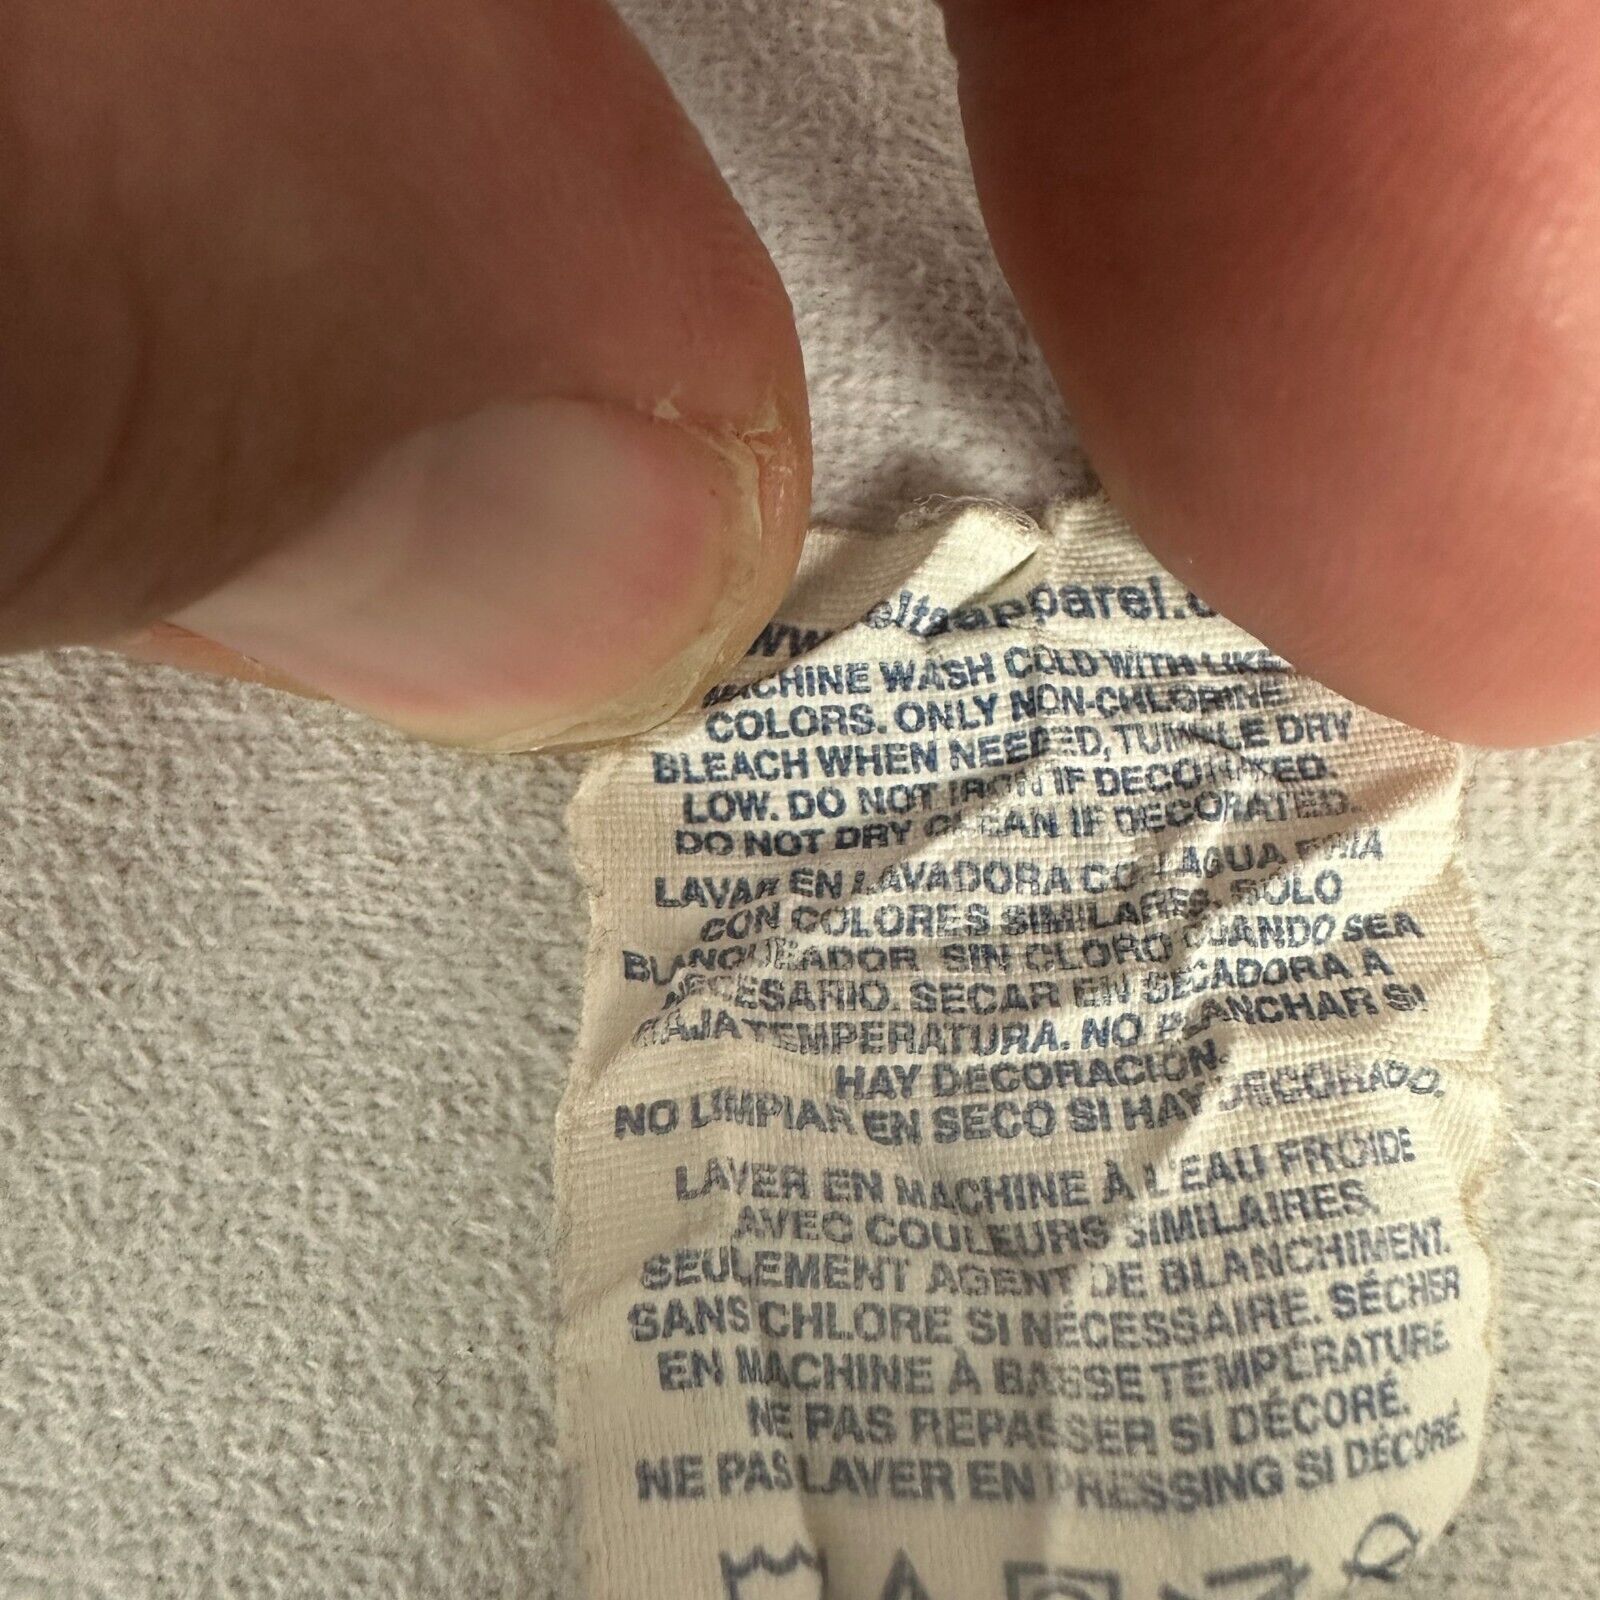 MACHINE WASH COLD WITH LIKE
COLORS. ONLY NON-CHLORINE
BLEACH WHEN NEEDED, TUMBLE DRY
LOW. DO NOT IRON IF DECORATED.
DO NOT DRY CLEAN IF DECORATED.
LAVAR EN LAVADORA CON AGUA FRIA
CON COLORES SIMILARES. SOLO
BLANQUEADOR SIN CLORO CUANDO SEA
NECESARIO. SECAR EN SECADORA A
BAJA TEMPERATURA. NO PLANCHAR SI
HAY DECORACIÓN.
NO LIMPIAR EN SECO SI HAY DECORADO.
LAVER EN MACHINE À L'EAU FROIDE
AVEC COULEURS SIMILAIRES,
SEULEMENT AGENT DE BLANCHIMENT.
SANS CHLORE SI NÉCESSAIRE. SÉCHER
EN MACHINE À BASSE TEMPÉRATURE
NE PAS REPASSER SI DÉCORÉ.
NE PAS LAVER EN PRESSING SI DÉCORÉ.